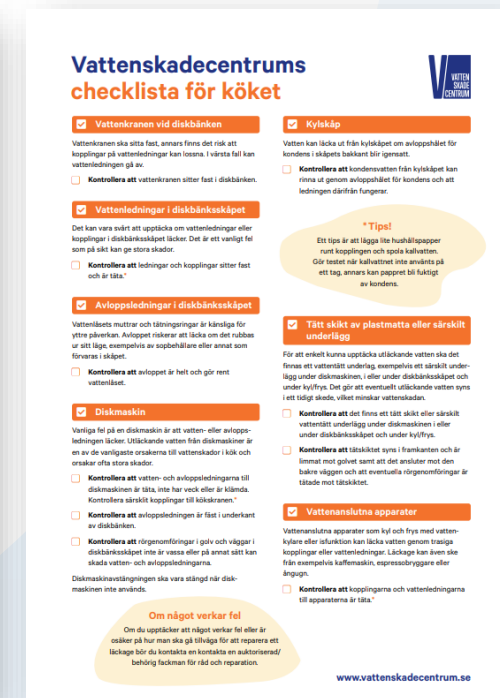 Vattenskadecentrums
checklista för köket
VATTEN
SKADE
CENTRUM
Vattenkranen vid diskbänken
Vattenkranen ska sitta fast, annars finns det risk att
kopplingar på vattenledningar kan lossna. I värsta fall kan
vattenledningen gå av.
Kontrollera att vattenkranen sitter fast i diskbänken.
Vattenledningar i diskbänksskåpet
Det kan vara svårt att upptäcka om vattenledningar eller
kopplingar i diskbänksskåpet läcker. Det är ett vanligt fel
som på sikt kan ge stora skador.
Kontrollera att ledningar och kopplingar sitter fast
och är täta.*
Avloppsledningar i diskbänksskåpet
Vattenlåsets muttrar och tätningsringar är känsliga för
yttre påverkan. Avloppet riskerar att läcka om det rubbas
ur sitt läge, exempelvis av sopbehållare eller annat som
förvaras i skåpet.
Kontrollera att avloppet är helt och gör rent
vattenlåset.
Diskmaskin
Vanliga fel på en diskmaskin är att vatten- eller avlopps-
ledningen läcker. Utläckande vatten från diskmaskiner är
en av de vanligaste orsakerna till vattenskador i kök och
orsakar ofta stora skador.
Kontrollera att vatten- och avloppsledningarna till
diskmaskinen är täta, inte har veck eller är klämda.
Kontrollera särskilt kopplingar till kökskranen.*
Kontrollera att avloppsledningen är fäst i underkant
av diskbänken.
Kontrollera att rörgenomföringar i golv och väggar i
diskbänksskåpet inte är vassa eller på annat sätt kan
skada vatten- och avloppsledningarna.
Diskmaskinavstängningen ska vara stängd när disk-
maskinen inte används.
Om något verkar fel
Om du upptäcker att något verkar fel eller är
osäker på hur man ska gå tillväga för att reparera ett
läckage bör du kontakta en kontakta en auktoriserad/
behörig fackman för råd och reparation.
Kylskåp
Vatten kan läcka ut från kylskåpet om avloppshålet för
kondens i skåpets bakkant blir igensatt.
Kontrollera att kondensvatten från kylskåpet kan
rinna ut genom avloppshålet för kondens och att
ledningen därifrån fungerar.
*Tips!
Ett tips är att lägga lite hushållspapper
runt kopplingen och spola kallvatten.
Gör testet när kallvattnet inte använts på
ett tag, annars kan pappret bli fuktigt
av kondens.
Tätt skikt av plastmatta eller särskilt
underlägg
För att enkelt kunna upptäcka utläckande vatten ska det
finnas ett vattentätt underlag, exempelvis ett särskilt under-
lägg under diskmaskinen, i eller under diskbänksskåpet och
under kyl/frys. Det gör att eventuellt utläckande vatten syns
i ett tidigt skede, vilket minskar vattenskadan.
Kontrollera att det finns ett tätt skikt eller särskilt
vattentätt underlägg under diskmaskinen i eller
under diskbänksskåpet och under kyl/frys.
Kontrollera att tätskiktet syns i framkanten och är
limmat mot golvet samt att det ansluter mot den
bakre väggen och att eventuella rörgenomföringar är
tätade mot tätskiktet.
Vattenanslutna apparater
Vattenanslutna apparater som kyl och frys med vatten-
kylare eller isfunktion kan läcka vatten genom trasiga
kopplingar eller vattenledningar. Läckage kan även ske
från exempelvis kaffemaskin, espressobryggare eller
ångugn.
Kontrollera att kopplingarna och vattenledningarna
till apparaterna är täta.*
www.vattenskadecentrum.se